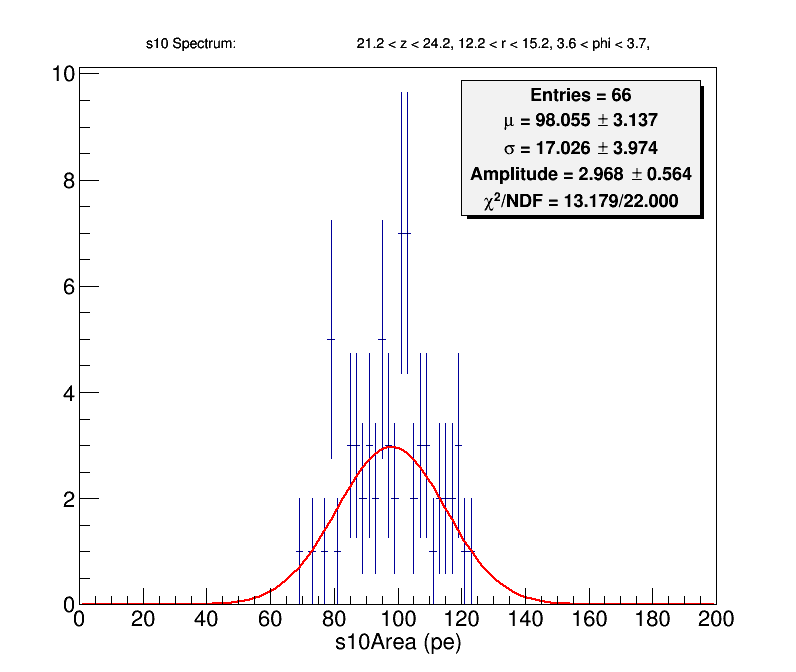 s10 Spectrum: 21.2 < z < 24.2, 12.2 < r < 15.2, 3.6 < phi < 3.7,
Entries = 66
μ = 98.055 ± 3.137
σ = 17.026 ± 3.974
Amplitude = 2.968 ± 0.564
χ²/NDF = 13.179/22.000
10
8
6
4
2
0
0 20 40 60 80 100 120 140 160 180 200
s10Area (pe)